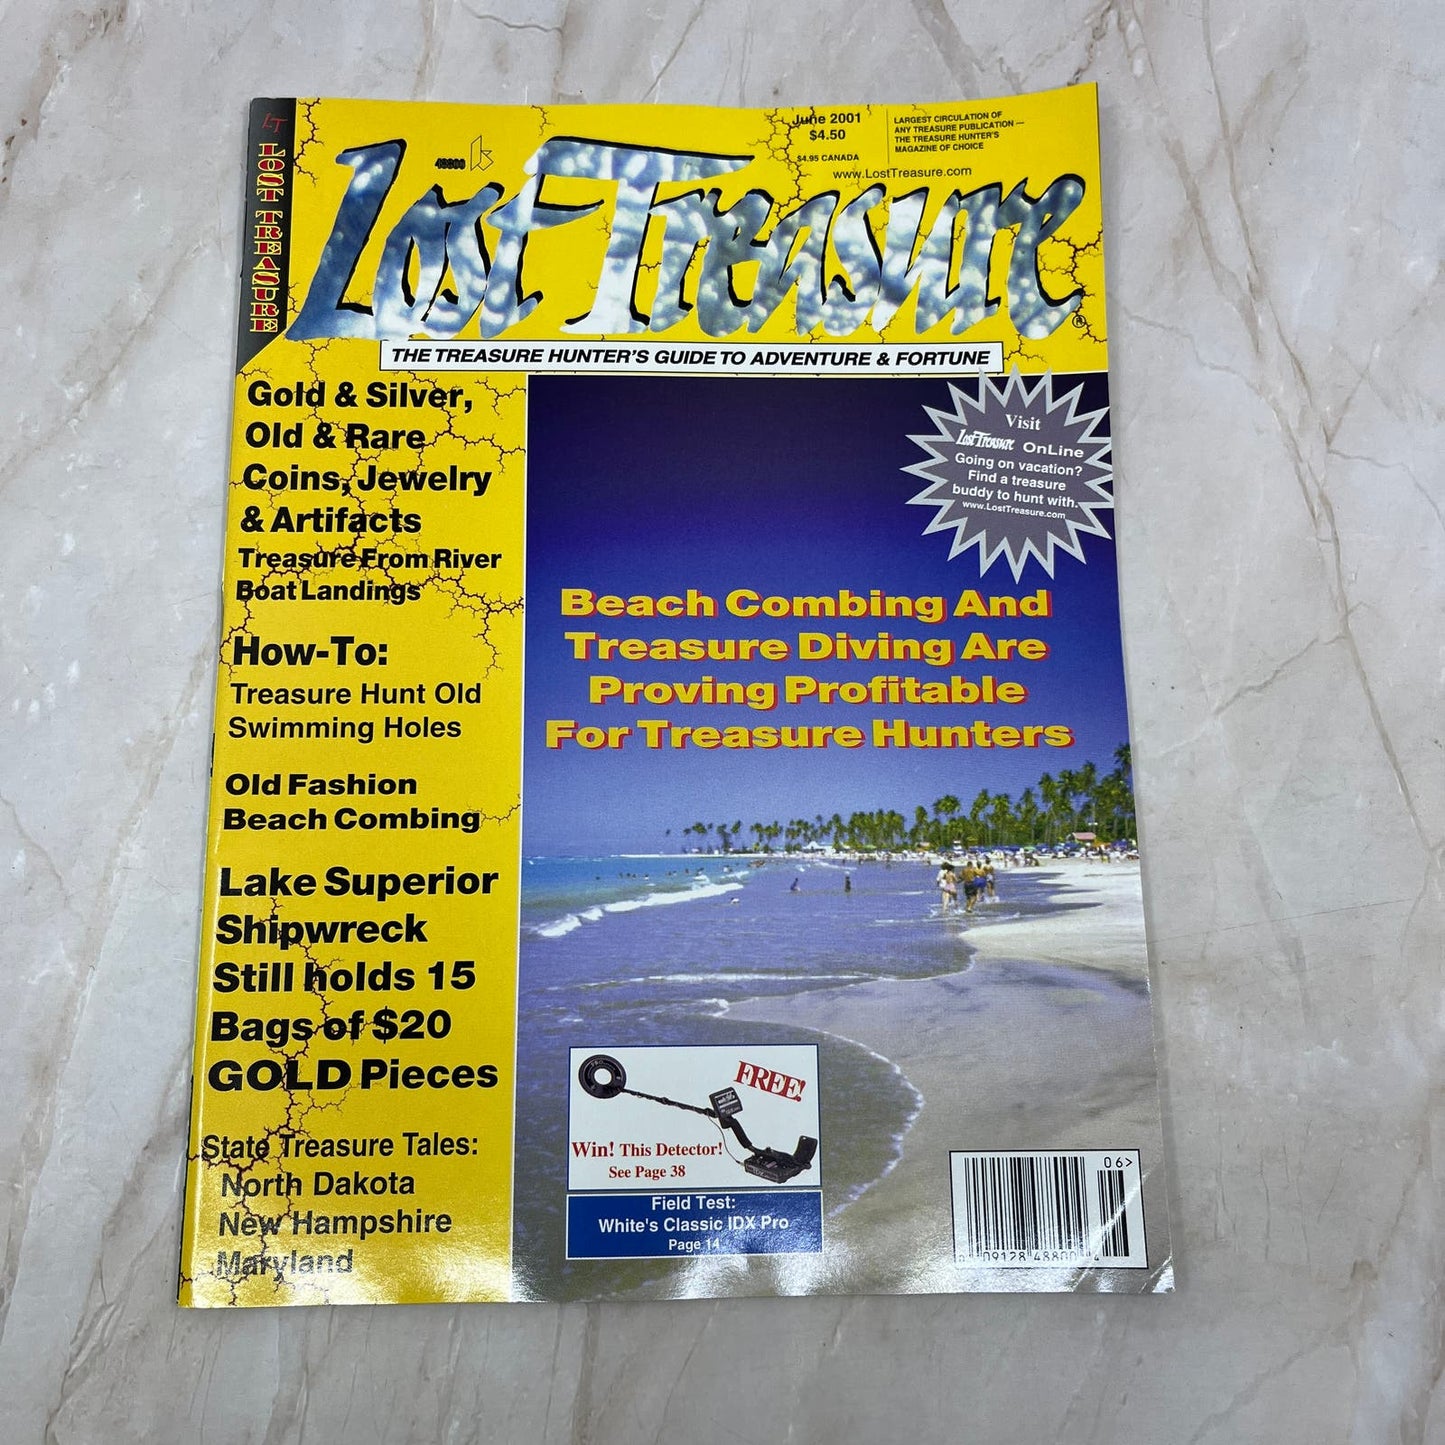 LT
LOST TREASURE
48800
June 2001
$4.50
$4.95 CANADA
LARGEST CIRCULATION OF
ANY TREASURE PUBLICATION —
THE TREASURE HUNTER'S
MAGAZINE OF CHOICE
www.LostTreasure.com
Lost Treasure®
THE TREASURE HUNTER'S GUIDE TO ADVENTURE & FORTUNE
Gold & Silver,
Old & Rare
Coins, Jewelry
& Artifacts
Treasure From River
Boat Landings
How-To:
Treasure Hunt Old
Swimming Holes
Old Fashion
Beach Combing
Lake Superior
Shipwreck
Still holds 15
Bags of $20
GOLD Pieces
State Treasure Tales:
North Dakota
New Hampshire
Maryland
Visit
Lost Treasure OnLine
Going on vacation?
Find a treasure
buddy to hunt with.
www.LostTreasure.com
Beach Combing And
Treasure Diving Are
Proving Profitable
For Treasure Hunters
FREE!
Win! This Detector!
See Page 38
Field Test:
White's Classic IDX Pro
Page 14
06>
0 09128 48800 4